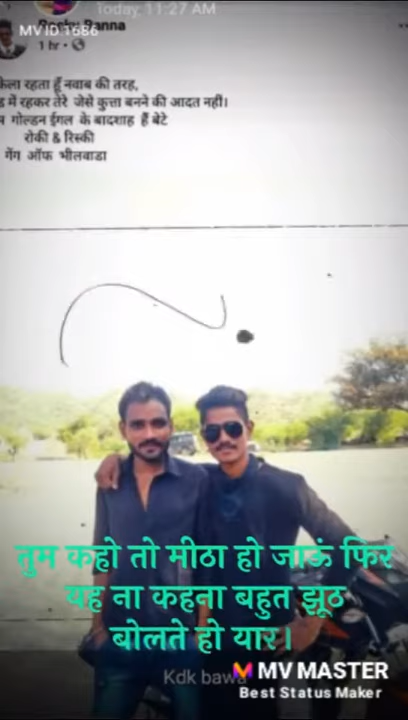 Today 11:27 AM
MV ID 1686
Banna
1 hr
रहता हूँ नवाब की तरह,
में रहकर तेरे जेसे कुत्ता बनने की आदत नहीं।
गोल्डन ईगल के बादशाह हैं बेटे
रोकी & रिस्की
गेंग ऑफ भीलवाडा
तुम कहो तो मीठा हो जाऊं फिर
यह ना कहना बहुत झूठ
बोलते हो यार।
Kdk bawa
MV MASTER
Best Status Maker